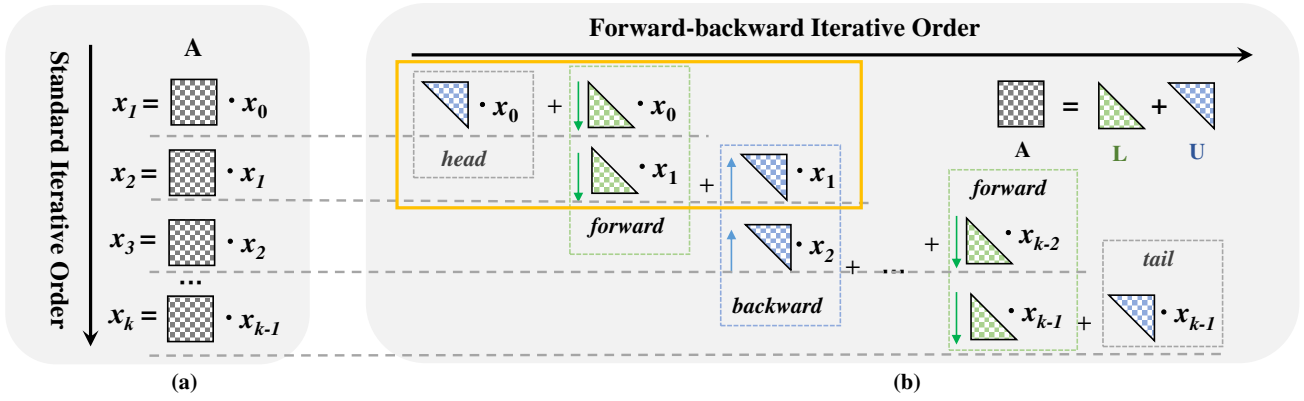 Standard Iterative Order
A
x1 = · x0
x2 = · x1
x3 = · x2
...
xk = · xk-1
(a)
Forward-backward Iterative Order
· x0 + · x0
head
· x1 + · x1
forward
· x2 + ... +
backward
A = L + U
forward
· xk-2
· xk-1 + · xk-1
tail
(b)